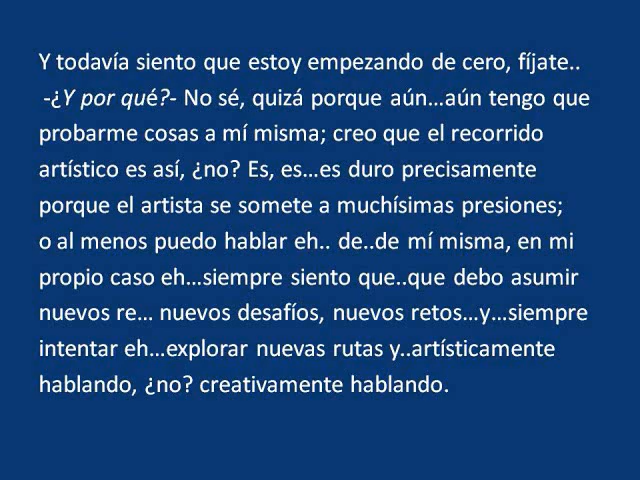 Y todavía siento que estoy empezando de cero, fíjate..
-¿Y por qué?- No sé, quizá porque aún…aún tengo que
probarme cosas a mí misma; creo que el recorrido
artístico es así, ¿no? Es, es…es duro precisamente
porque el artista se somete a muchísimas presiones;
o al menos puedo hablar eh.. de..de mí misma, en mi
propio caso eh…siempre siento que..que debo asumir
nuevos re… nuevos desafíos, nuevos retos…y…siempre
intentar eh…explorar nuevas rutas y..artísticamente
hablando, ¿no? creativamente hablando.